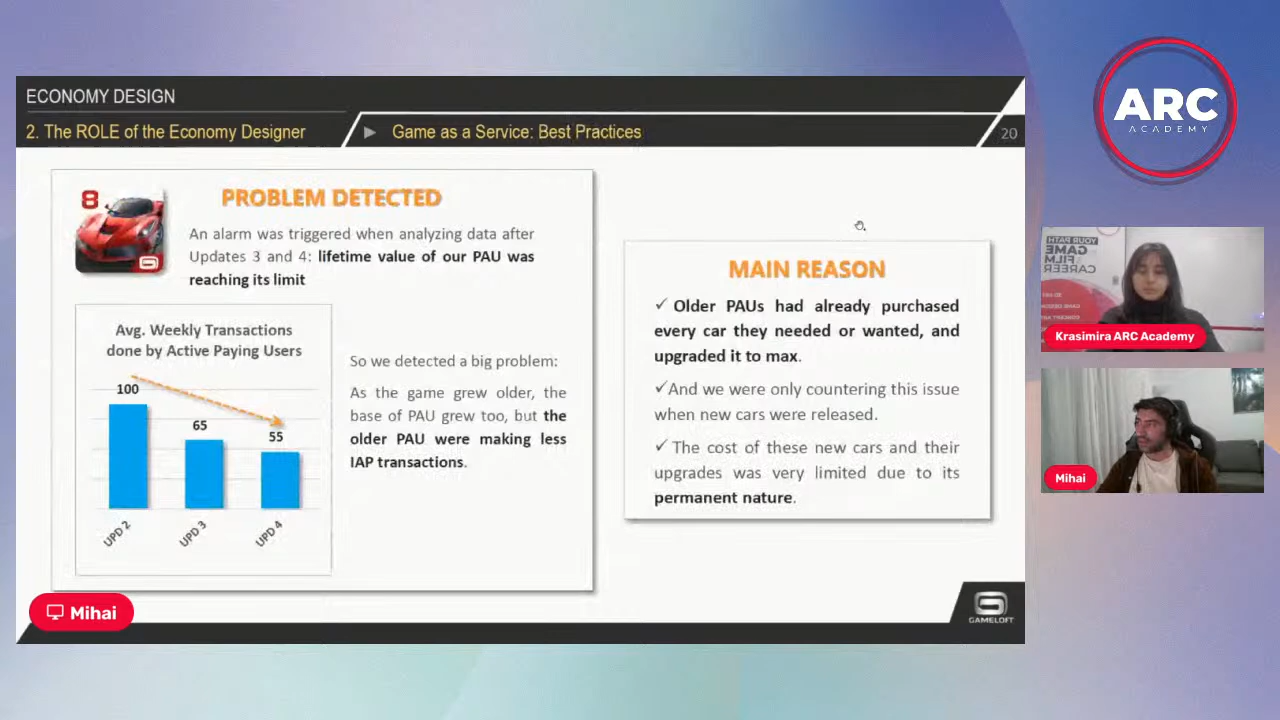 ECONOMY DESIGN
2. The ROLE of the Economy Designer
Game as a Service: Best Practices
20
8
PROBLEM DETECTED
An alarm was triggered when analyzing data after
Updates 3 and 4: lifetime value of our PAU was
reaching its limit
Avg. Weekly Transactions
done by Active Paying Users
100
65
55
UPD 2
UPD 3
UPD 4
So we detected a big problem:
As the game grew older, the
base of PAU grew too, but the
older PAU were making less
IAP transactions.
MAIN REASON
✓ Older PAUs had already purchased
every car they needed or wanted, and
upgraded it to max.
✓ And we were only countering this issue
when new cars were released.
✓ The cost of these new cars and their
upgrades was very limited due to its
permanent nature.
Mihai
GAMELOFT
ARC
ACADEMY
YOUR PATH
GAME
FILM
CAREER
Krasimira ARC Academy
Mihai